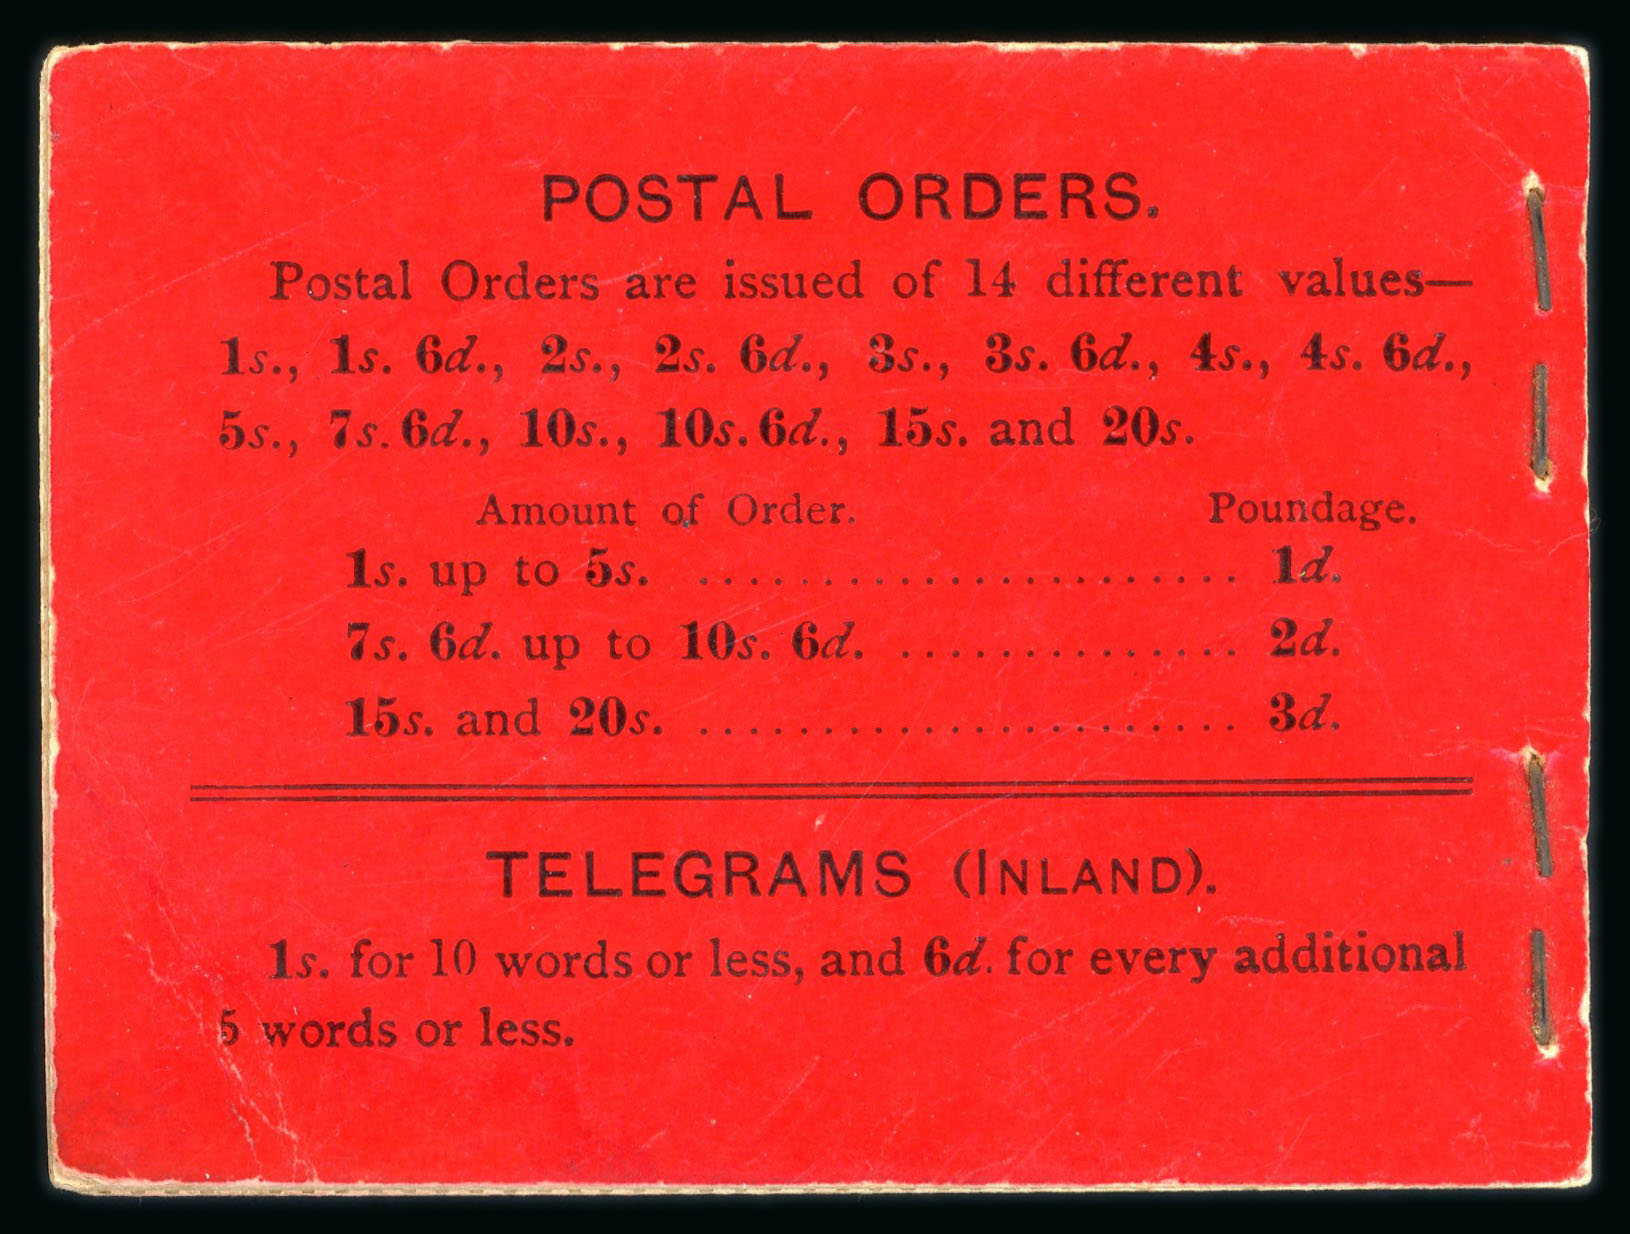 POSTAL ORDERS.
Postal Orders are issued of 14 different values—
1s., 1s. 6d., 2s., 2s. 6d., 3s., 3s. 6d., 4s., 4s. 6d.,
5s., 7s. 6d., 10s., 10s. 6d., 15s. and 20s.
Amount of Order. Poundage.
1s. up to 5s. ........................ 1d.
7s. 6d. up to 10s. 6d. ............... 2d.
15s. and 20s. ........................ 3d.
TELEGRAMS (INLAND).
1s. for 10 words or less, and 6d. for every additional
5 words or less.